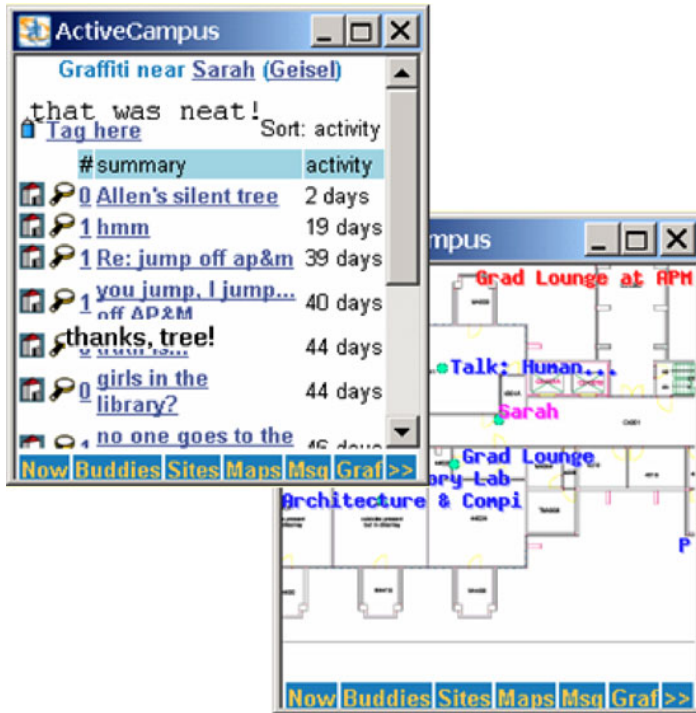 ActiveCampus
Graffiti near Sarah (Geisel)
that was neat!
Tag here Sort: activity
# summary activity
0 Allen's silent tree 2 days
1 hmm 19 days
1 Re: jump off ap&m 39 days
1 you jump, I jump... 40 days
off AP&M
thanks, tree!
44 days
0 girls in the 44 days
library?
1 no one goes to the 46 days
Now Buddies Sites Maps Msg Graf >>
mpus
Grad Lounge at APM
Talk: Human...
Sarah
Grad Lounge
ory Lab
Architecture & Compi
P
Now Buddies Sites Maps Msg Graf >>